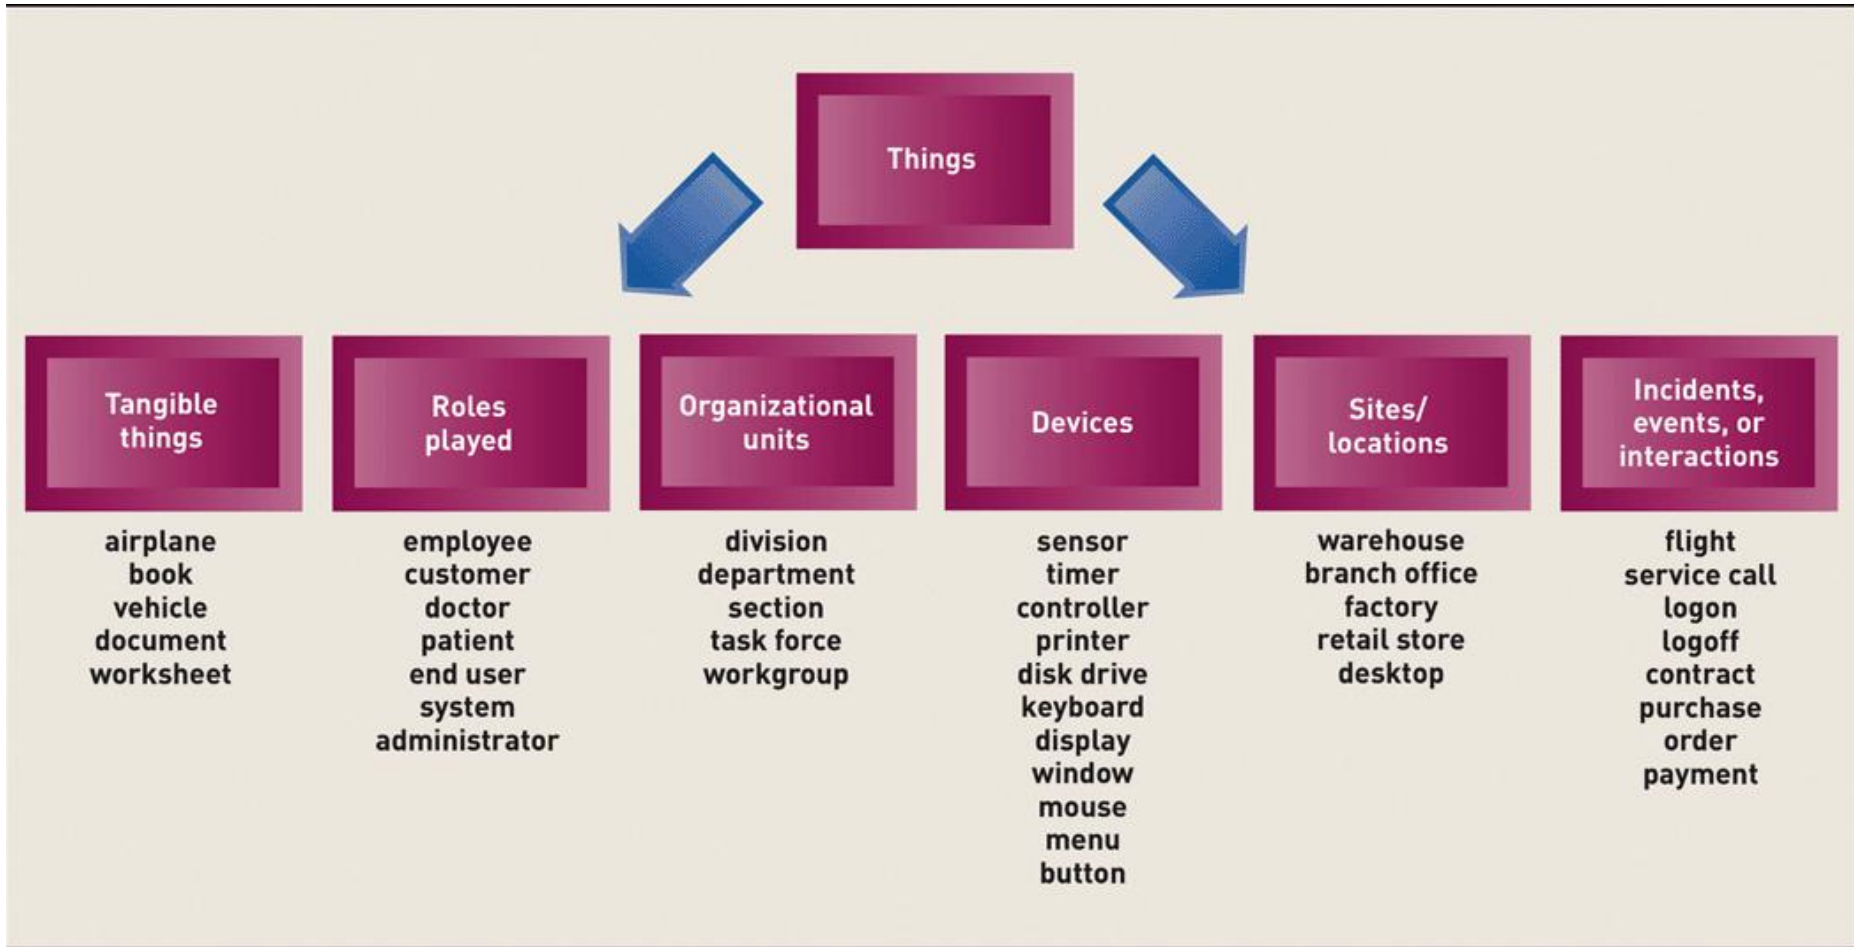 Things
Tangible
things
airplane
book
vehicle
document
worksheet
Roles
played
employee
customer
doctor
patient
end user
system
administrator
Organizational
units
division
department
section
task force
workgroup
Devices
sensor
timer
controller
printer
disk drive
keyboard
display
window
mouse
menu
button
Sites/
locations
warehouse
branch office
factory
retail store
desktop
Incidents,
events, or
interactions
flight
service call
logon
logoff
contract
purchase
order
payment